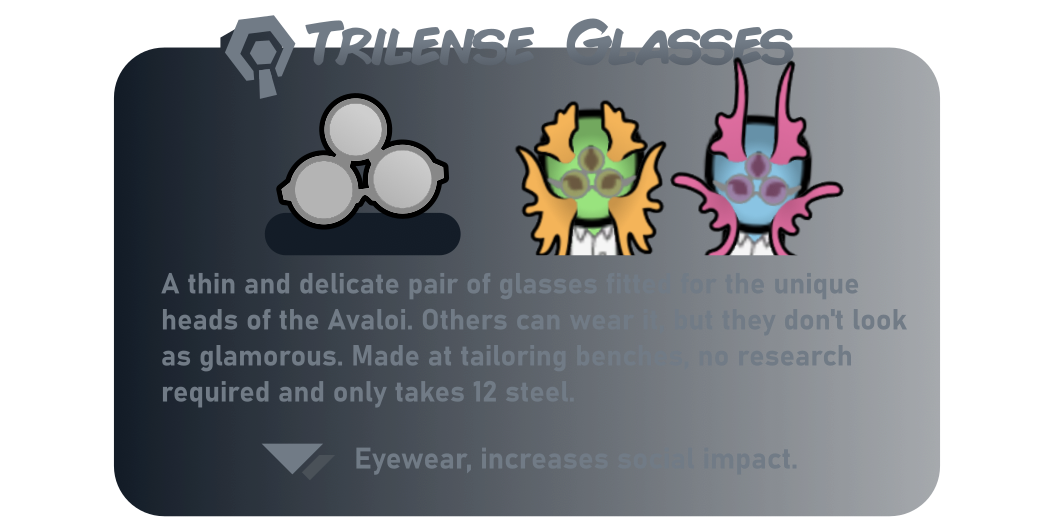 Trilense Glasses
A thin and delicate pair of glasses fitted for the unique
heads of the Avaloi. Others can wear it, but they don't look
as glamorous. Made at tailoring benches, no research
required and only takes 12 steel.
Eyewear, increases social impact.